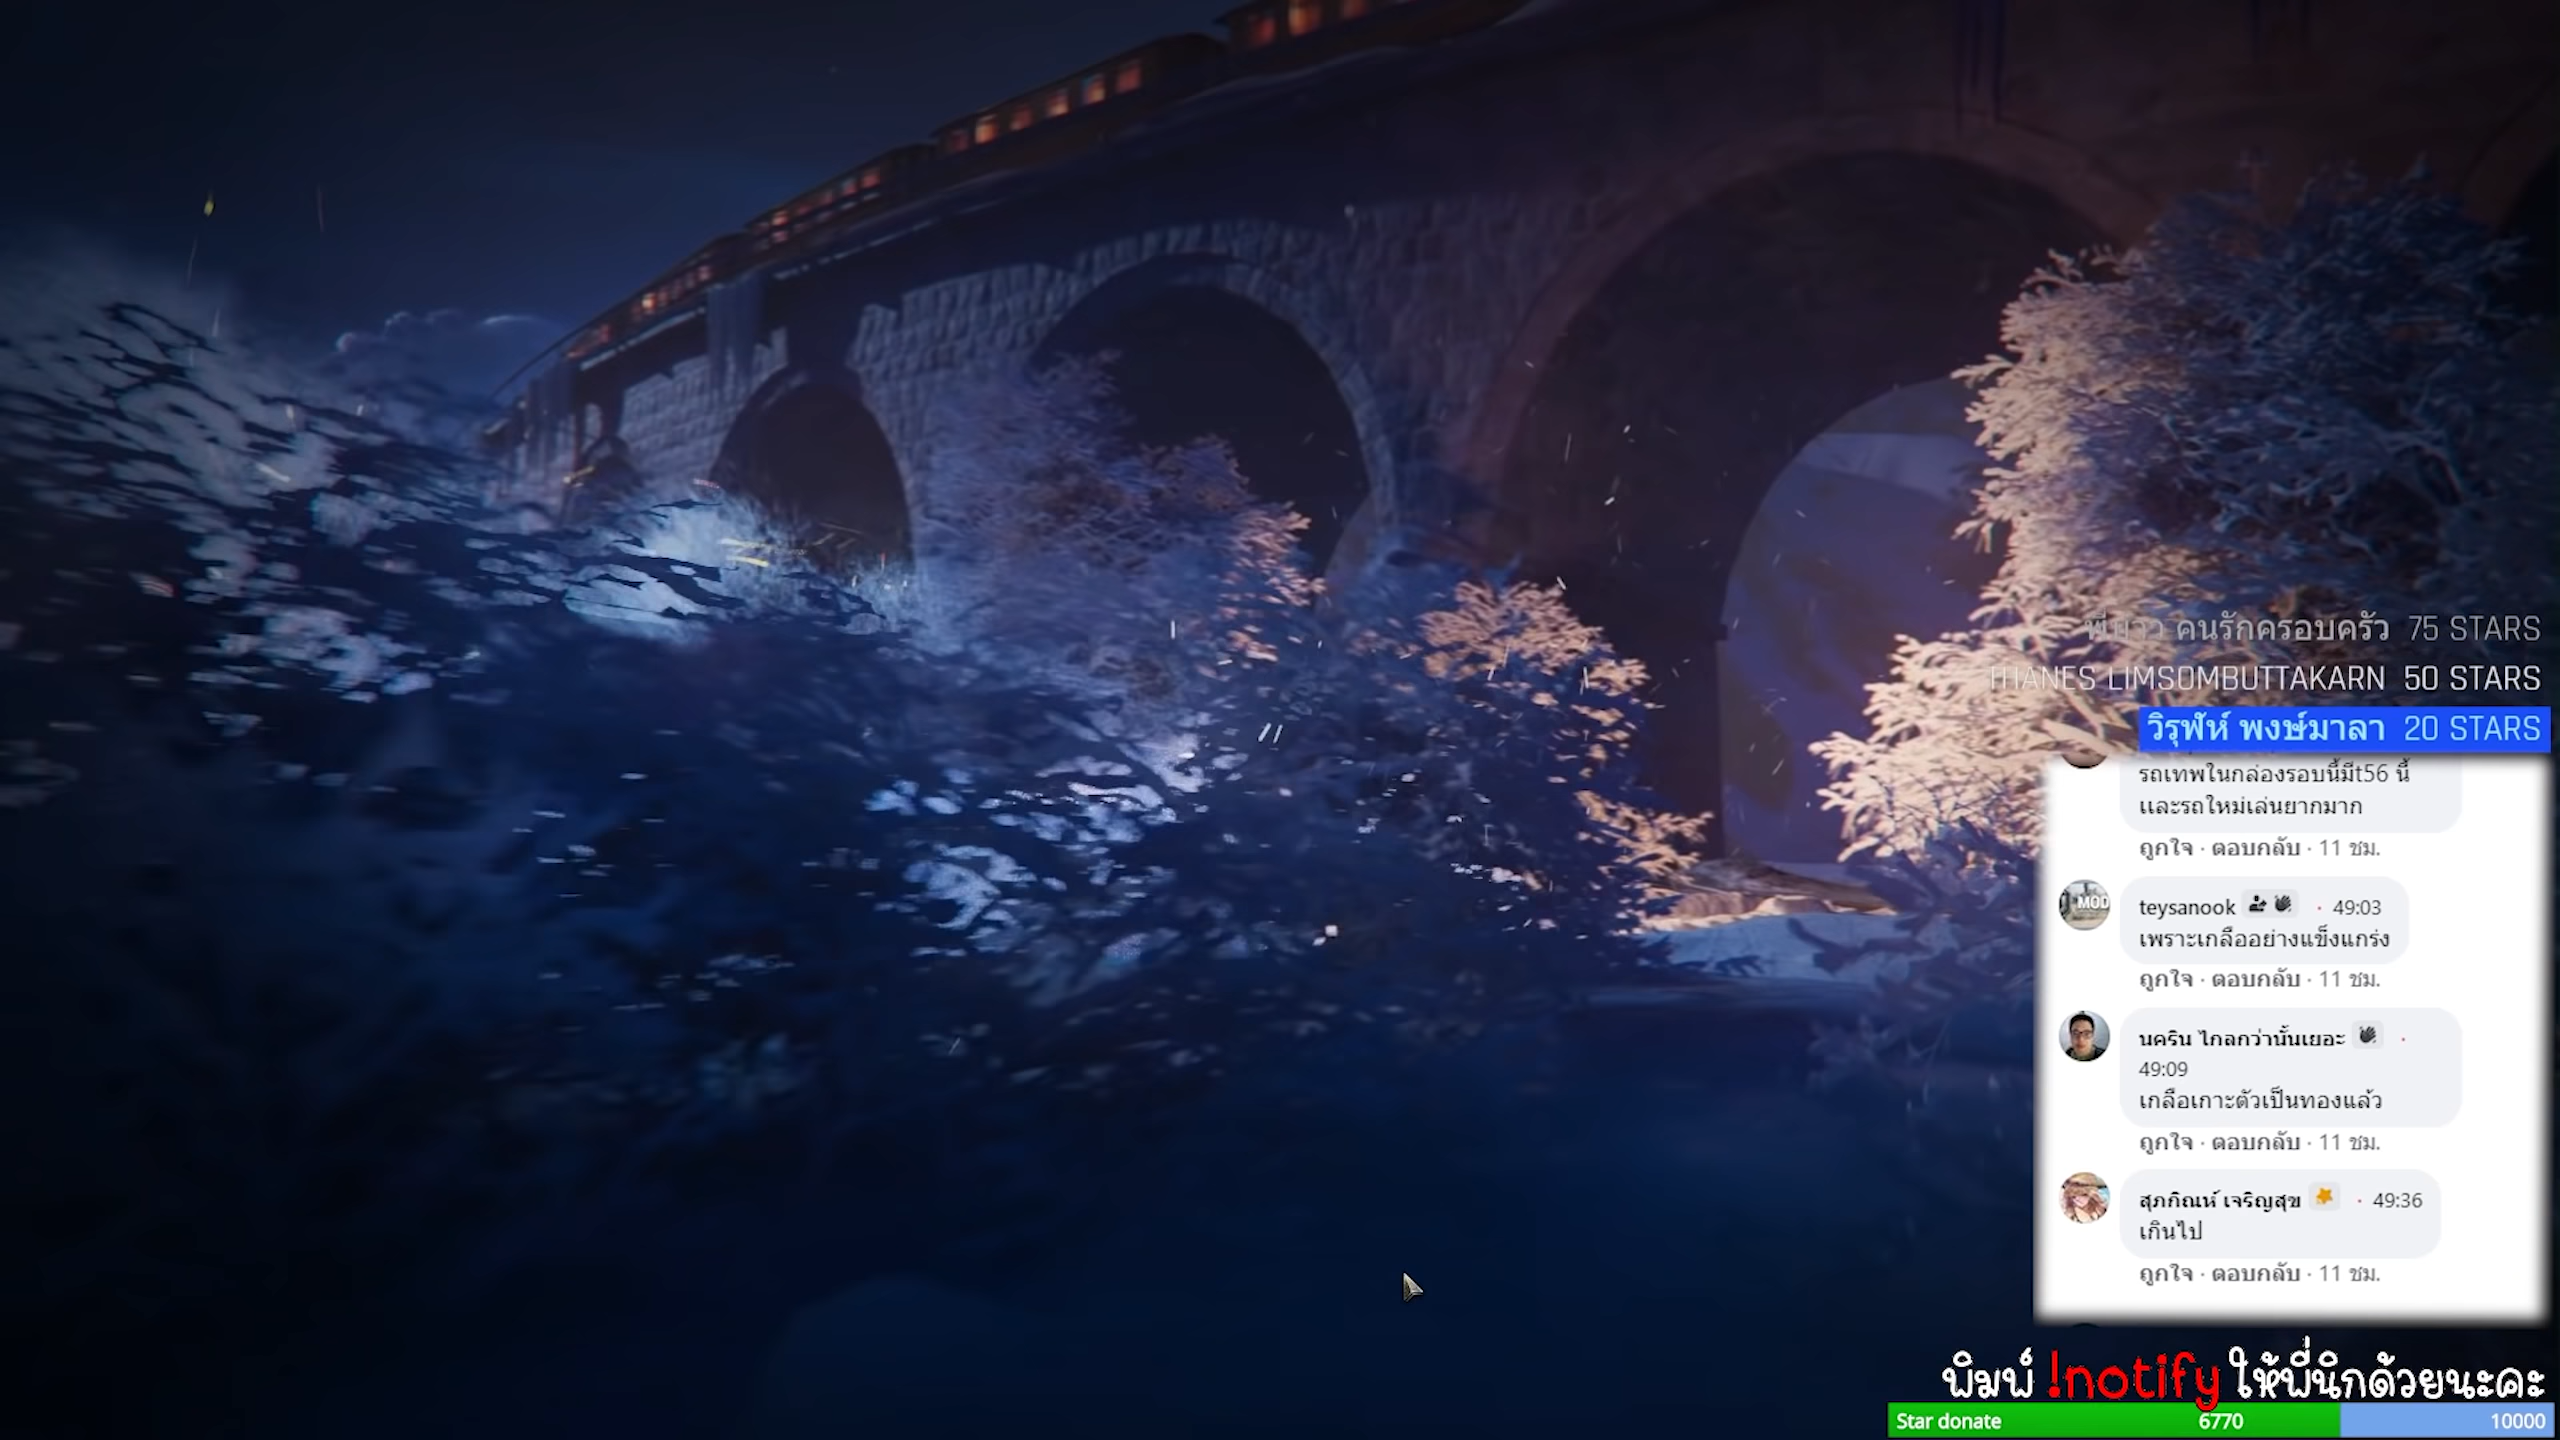 คนรักครอบครัว 75 STARS
THANES LIMSOMBUTTAKARN 50 STARS
วิรุฬห์ พงษ์มาลา 20 STARS
รถเทพในกล่องรอบนี้มีt56 นี้
และรถใหม่เล่นยากมาก
ถูกใจ · ตอบกลับ · 11 ชม.
MOD
teysanook · 49:03
เพราะเกลืออย่างแข็งแกร่ง
ถูกใจ · ตอบกลับ · 11 ชม.
นคริน ไกลกว่านั้นเยอะ ·
49:09
เกลือเกาะตัวเป็นทองแล้ว
ถูกใจ · ตอบกลับ · 11 ชม.
สุภกิณห์ เจริญสุข · 49:36
เกินไป
ถูกใจ · ตอบกลับ · 11 ชม.
พิมพ์ !notify ให้พี่นิกด้วยนะคะ
Star donate 6770 10000